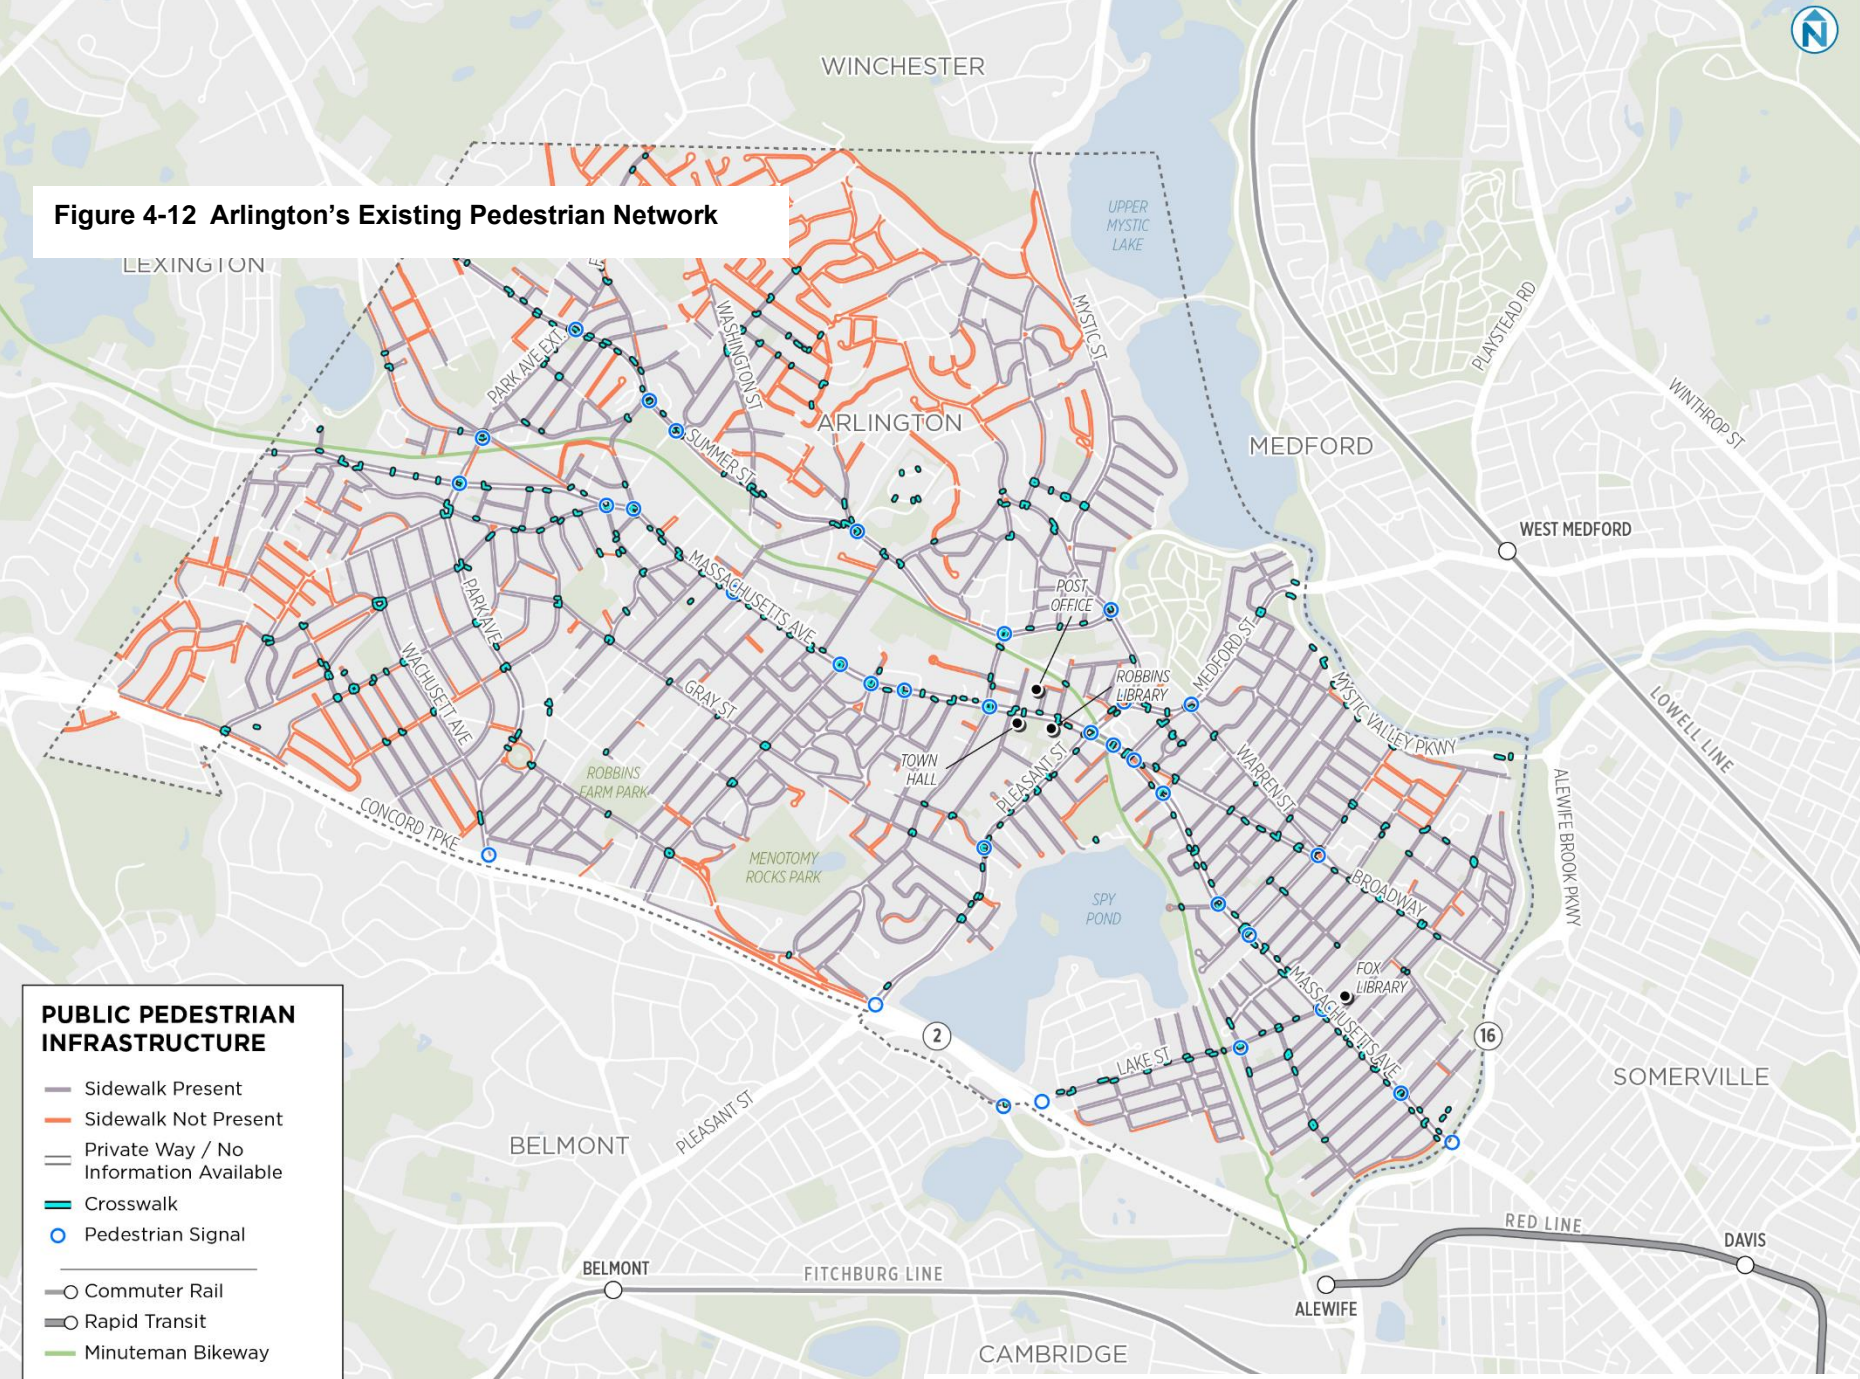 N
WINCHESTER
UPPER
MYSTIC
LAKE
Figure 4-12 Arlington's Existing Pedestrian Network
LEXINGTON
PARK AVE EXT.
WASHINGTON ST
MYSTIC ST
PLAYSTEAD RD
WINTHROP ST
ARLINGTON
MEDFORD
SUMMER ST
WEST MEDFORD
MASSACHUSETTS AVE
PARK AVE
POST
OFFICE
MEDFORD ST
WACHUSETT AVE
GRAY ST
ROBBINS
LIBRARY
MYSTIC VALLEY PKWY
LOWELL LINE
TOWN
HALL
PLEASANT ST
WARREN ST
ROBBINS
FARM PARK
CONCORD TPKE
MENOTOMY
ROCKS PARK
ALEWIFE BROOK PKWY
SPY
POND
BROADWAY
FOX
LIBRARY
MASSACHUSETTS AVE
2
16
LAKE ST
SOMERVILLE
BELMONT
PLEASANT ST
RED LINE
DAVIS
BELMONT
FITCHBURG LINE
ALEWIFE
CAMBRIDGE
PUBLIC PEDESTRIAN
INFRASTRUCTURE
Sidewalk Present
Sidewalk Not Present
Private Way / No
Information Available
Crosswalk
Pedestrian Signal
Commuter Rail
Rapid Transit
Minuteman Bikeway